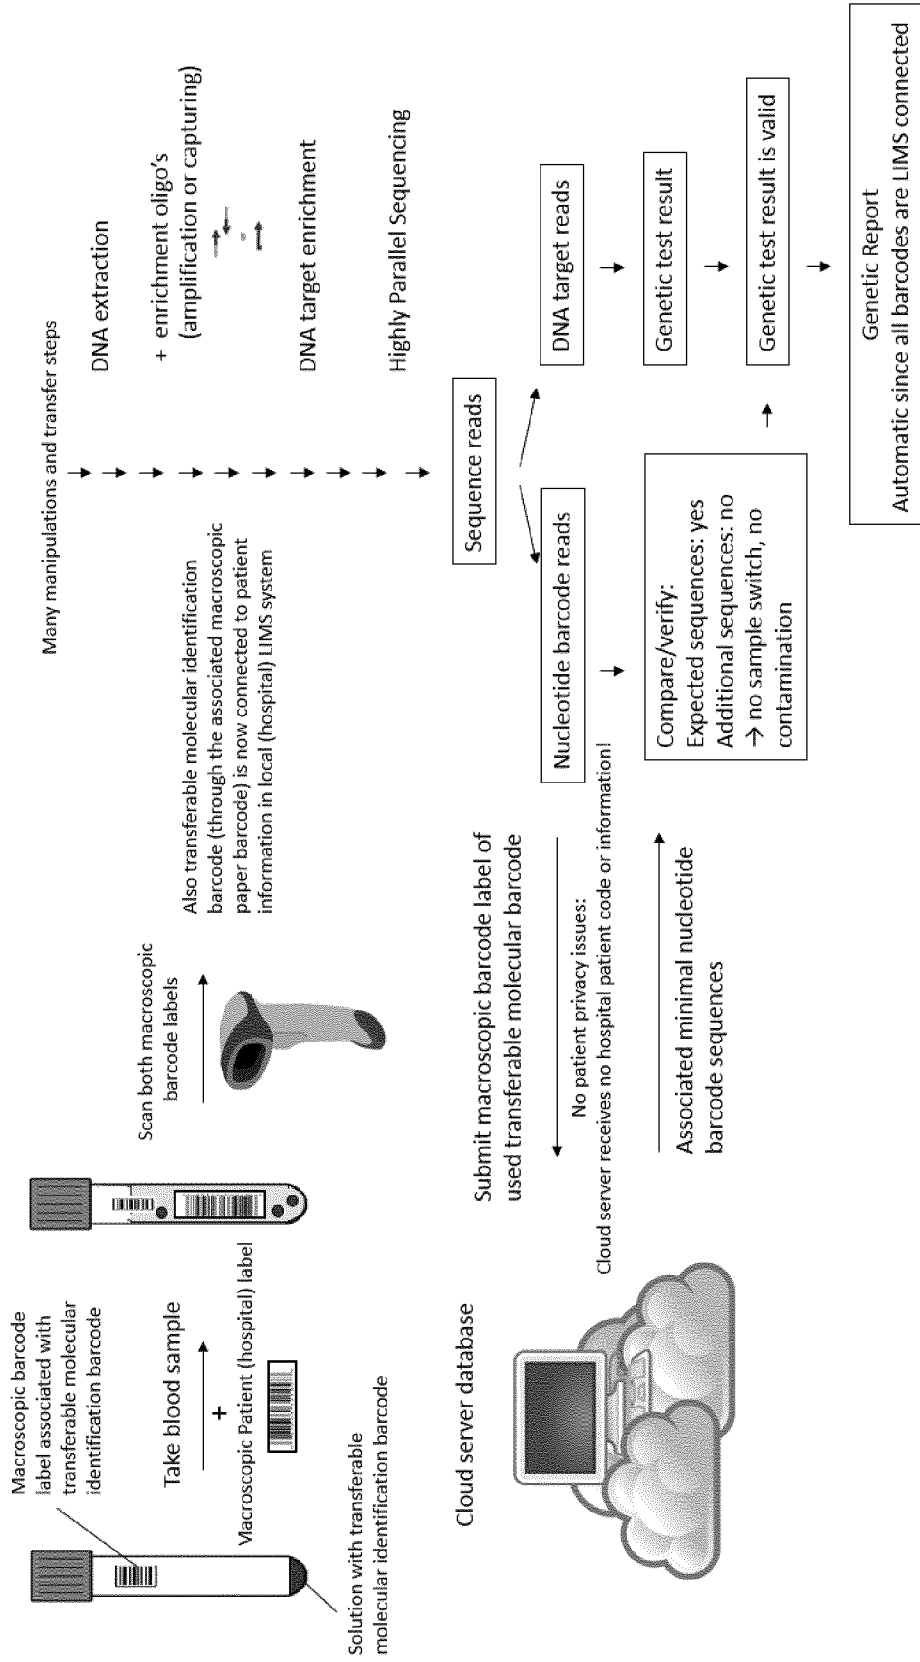 Macroscopic barcode
label associated with
transferable molecular
identification barcode
Take blood sample
+
Macroscopic Patient (hospital) label
Solution with transferable
molecular identification barcode
Scan both macroscopic
barcode labels
Also transferable molecular identification
barcode (through the associated macroscopic
paper barcode) is now connected to patient
information in local (hospital) LIMS system
Many manipulations and transfer steps
DNA extraction
+ enrichment oligo's
(amplification or capturing)
DNA target enrichment
Highly Parallel Sequencing
Sequence reads
Nucleotide barcode reads
DNA target reads
Cloud server database
Submit macroscopic barcode label of
used transferable molecular barcode
No patient privacy issues:
Cloud server receives no hospital patient code or information!
Associated minimal nucleotide
barcode sequences
Compare/verify:
Expected sequences: yes
Additional sequences: no
→ no sample switch, no
contamination
Genetic test result
Genetic test result is valid
Genetic Report
Automatic since all barcodes are LIMS connected